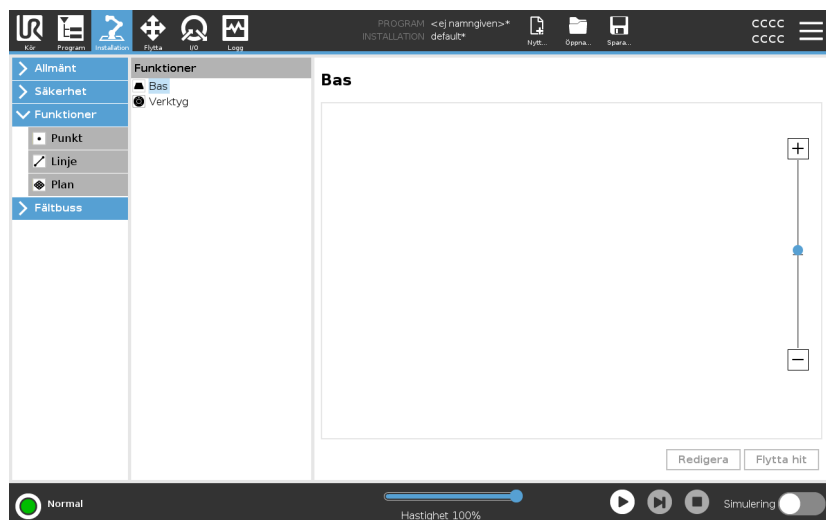 PROGRAM <ej namngiven>*
INSTALLATION default*
CCCC
CCCC
Kör
Program
Installation
Flytta
I/O
Logg
Nytt...
Öppna...
Spara...
Allmänt
Säkerhet
Funktioner
Punkt
Linje
Plan
Fältbuss
Funktioner
Bas
Verktyg
Bas
Redigera
Flytta hit
Normal
Hastighet 100%
Simulering